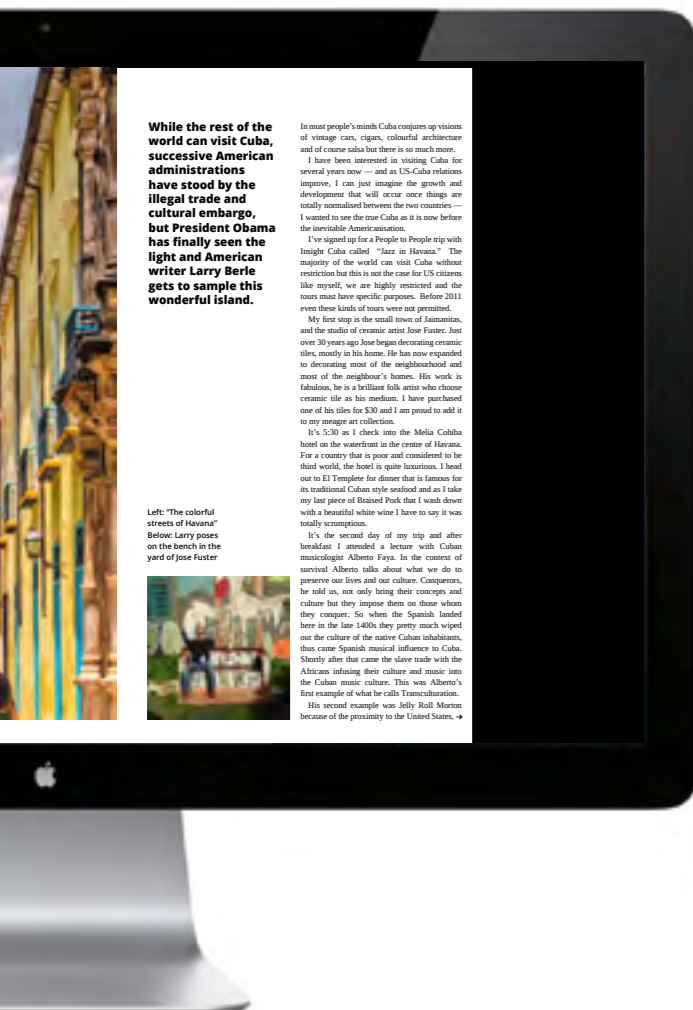 While the rest of the
world can visit Cuba,
successive American
administrations
have stood by the
illegal trade and
cultural embargo,
but President Obama
has finally seen the
light and American
writer Larry Berle
gets to sample this
wonderful island.
Left: “The colorful
streets of Havana”
Below: Larry poses
on the bench in the
yard of Jose Fuster
In must people’s minds Cuba conjures up visions
of vintage cars, cigars, colourful architecture
and of course salsa but there is so much more.
I have been interested in visiting Cuba for
several years now — and as US-Cuba relations
improve, I can just imagine the growth and
development that will occur once things are
totally normalised between the two countries —
I wanted to see the true Cuba as it is now before
the inevitable Americanisation.
I’ve signed up for a People to People trip with
Insight Cuba called “Jazz in Havana.” The
majority of the world can visit Cuba without
restriction but this is not the case for US citizens
like myself, we are highly restricted and the
tours must have specific purposes. Before 2011
even these kinds of tours were not permitted.
My first stop is the small town of Jaimanitas,
and the studio of ceramic artist Jose Fuster. Just
over 30 years ago Jose began decorating ceramic
tiles, mostly in his home. He has now expanded
to decorating most of the neighbourhood and
most of the neighbour’s homes. His work is
fabulous, he is a brilliant folk artist who choose
ceramic tile as his medium. I have purchased
one of his tiles for $30 and I am proud to add it
to my meagre art collection.
It’s 5:30 as I check into the Melia Cohiba
hotel on the waterfront in the centre of Havana.
For a country that is poor and considered to be
third world, the hotel is quite luxurious. I head
out to El Templete for dinner that is famous for
its traditional Cuban style seafood and as I take
my last piece of Braised Pork that I wash down
with a beautiful white wine I have to say it was
totally scrumptious.
It’s the second day of my trip and after
breakfast I attended a lecture with Cuban
musicologist Alberto Faya. In the context of
survival Alberto talks about what we do to
preserve our lives and our culture. Conquerors,
he told us, not only bring their concepts and
culture but they impose them on those whom
they conquer. So when the Spanish landed
here in the late 1400s they pretty much wiped
out the culture of the native Cuban inhabitants,
thus came Spanish musical influence to Cuba.
Shortly after that came the slave trade with the
Africans infusing their culture and music into
the Cuban music culture. This was Alberto’s
first example of what he calls Transculturation.
His second example was Jelly Roll Morton
because of the proximity to the United States, ➔